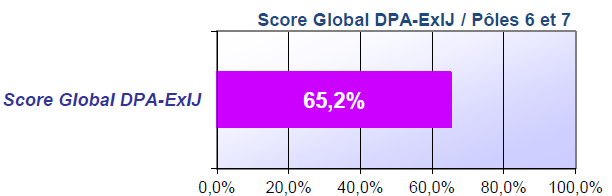 Score Global DPA-ExIJ / Pôles 6 et 7
Score Global DPA-ExIJ
65,2%
0,0% 20,0% 40,0% 60,0% 80,0% 100,0%